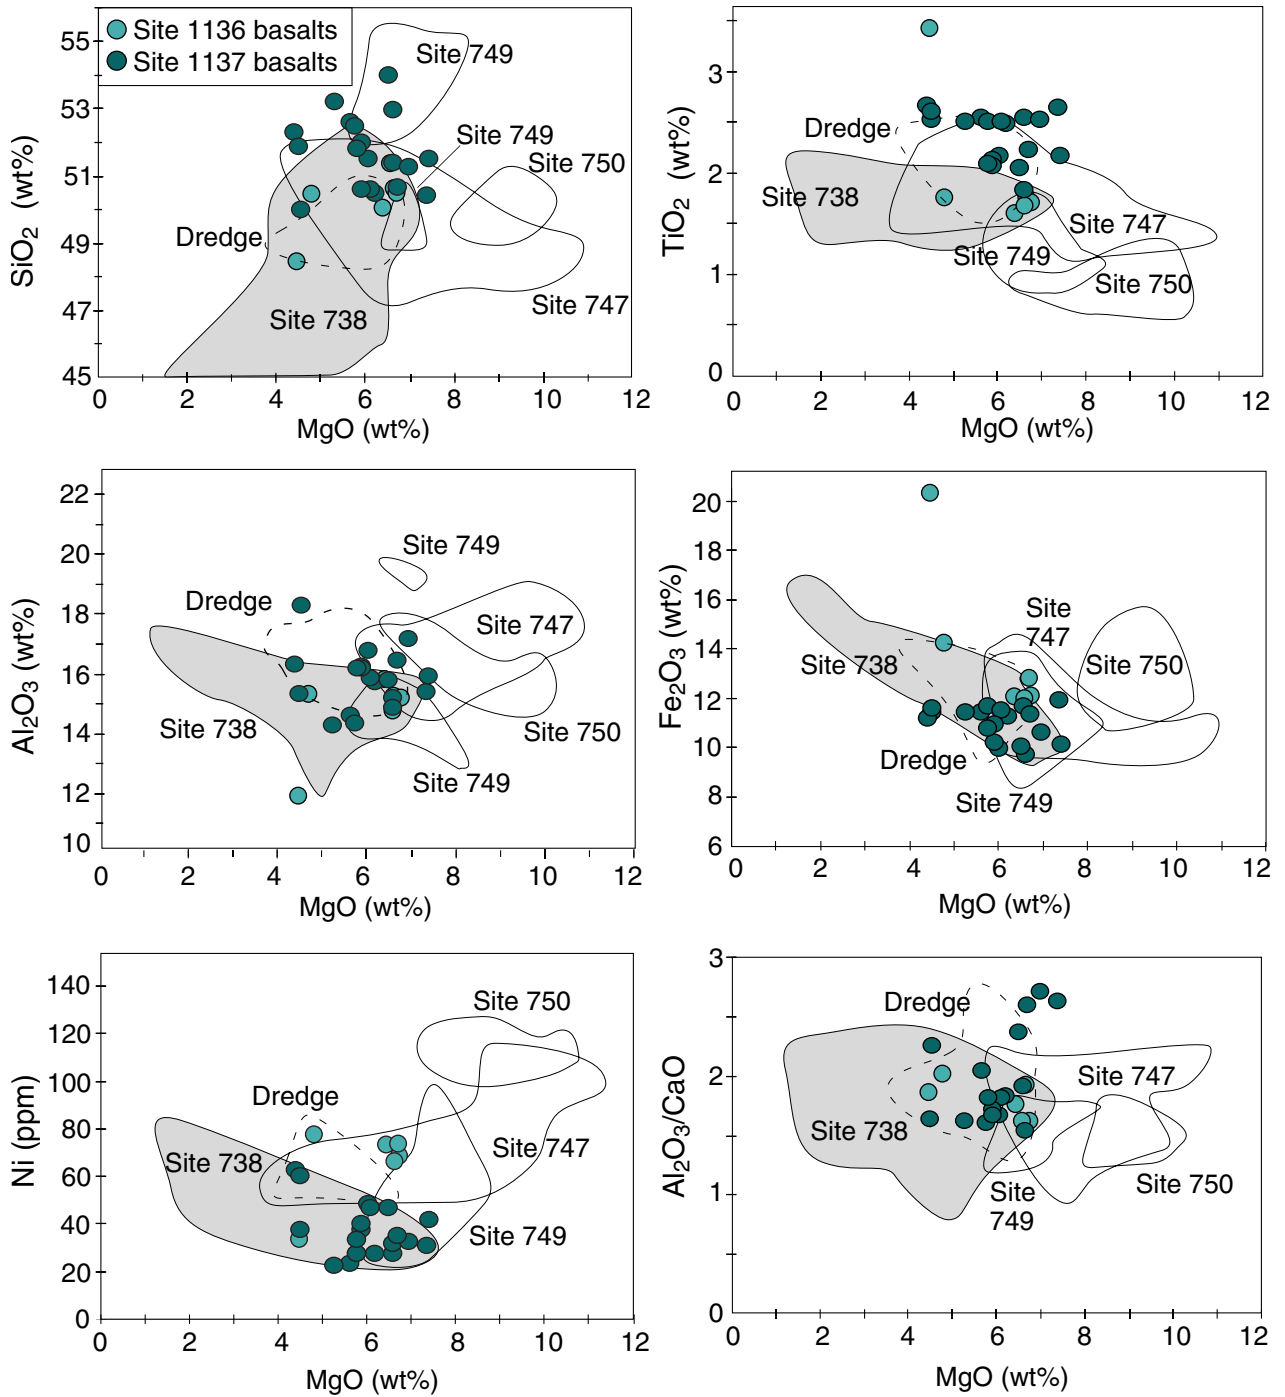 Site 1136 basalts
Site 1137 basalts
55
53
51
49
47
45
SiO2 (wt%)
Site 749
Site 749
Site 750
Dredge
Site 738
Site 747
0 2 4 6 8 10 12
MgO (wt%)
3
2
1
0
TiO2 (wt%)
Dredge
Site 738
Site 747
Site 749
Site 750
0 2 4 6 8 10 12
MgO (wt%)
22
20
18
16
14
12
10
Al2O3 (wt%)
Site 749
Dredge
Site 747
Site 738
Site 750
Site 749
0 2 4 6 8 10 12
MgO (wt%)
20
18
16
14
12
10
8
6
Fe2O3 (wt%)
Site
747
Site 738
Site 750
Dredge
Site 749
0 2 4 6 8 10 12
MgO (wt%)
140
120
100
80
60
40
20
0
Ni (ppm)
Site 750
Dredge
Site 747
Site 738
Site 749
0 2 4 6 8 10 12
MgO (wt%)
3
2
1
0
Al2O3/CaO
Dredge
Site 747
Site 738
Site 750
Site
749
0 2 4 6 8 10 12
MgO (wt%)